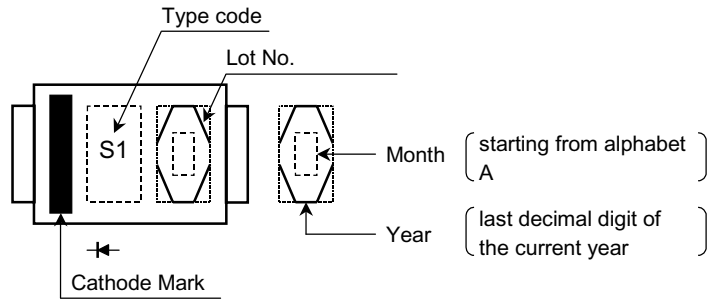 Type code
Lot No.
S1
Month
starting from alphabet
A
Year
last decimal digit of
the current year
Cathode Mark